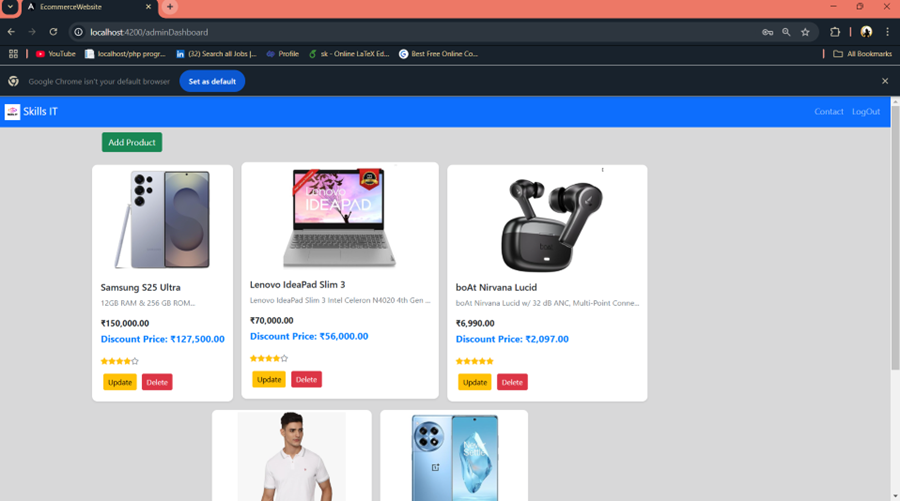 EcommerceWebsite
localhost:4200/adminDashboard
YouTube
localhost/php progr...
(32) Search all Jobs |...
Profile
sk - Online LaTeX Ed...
Best Free Online Co...
All Bookmarks
Google Chrome isn't your default browser
Set as default
Skills IT
Contact LogOut
Add Product
Lenovo
IDEAPAD
Samsung S25 Ultra
12GB RAM & 256 GB ROM...
₹150,000.00
Discount Price: ₹127,500.00
Update Delete
Lenovo IdeaPad Slim 3
Lenovo IdeaPad Slim 3 Intel Celeron N4020 4th Gen ...
₹70,000.00
Discount Price: ₹56,000.00
Update Delete
boAt Nirvana Lucid
boAt Nirvana Lucid w/ 32 dB ANC, Multi-Point Conne...
₹6,990.00
Discount Price: ₹2,097.00
Update Delete